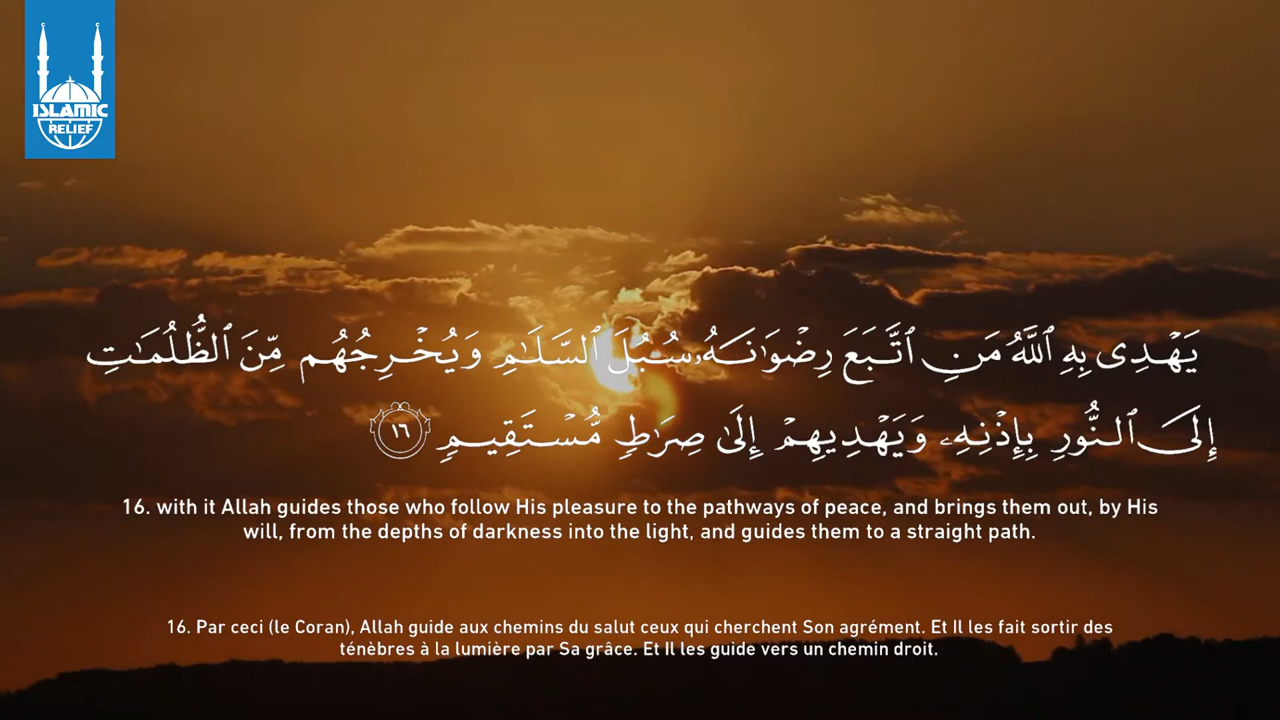 ISLAMIC
RELIEF
يَهْدِى بِهِ ٱللَّهُ مَنِ ٱتَّبَعَ رِضْوَٰنَهُۥ سُبُلَ ٱلسَّلَـٰمِ وَيُخْرِجُهُم مِّنَ ٱلظُّلُمَـٰتِ
إِلَى ٱلنُّورِ بِإِذْنِهِۦ وَيَهْدِيهِمْ إِلَىٰ صِرَٰطٍ مُّسْتَقِيمٍ ١٦
16. with it Allah guides those who follow His pleasure to the pathways of peace, and brings them out, by His
will, from the depths of darkness into the light, and guides them to a straight path.
16. Par ceci (le Coran), Allah guide aux chemins du salut ceux qui cherchent Son agrément. Et Il les fait sortir des
ténèbres à la lumière par Sa grâce. Et Il les guide vers un chemin droit.